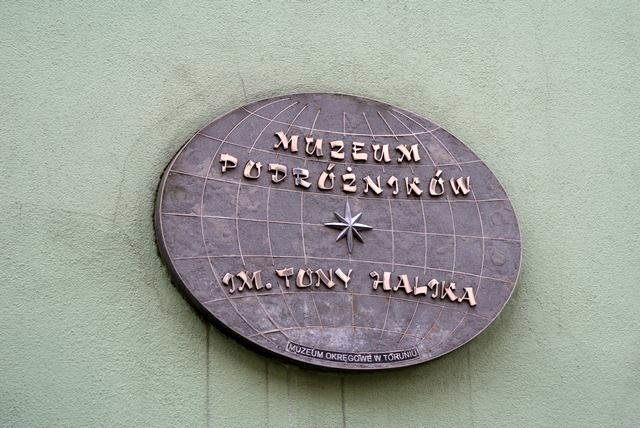 MUZEUM
PODRÓŻNIKÓW
IM. TONY HALIKA
MUZEUM OKRĘGOWE W TORUNIU